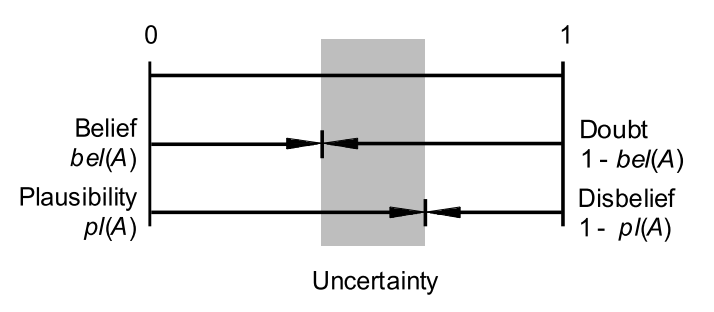 0
1
Belief
bel(A)
Doubt
1 - bel(A)
Plausibility
pl(A)
Disbelief
1 - pl(A)
Uncertainty